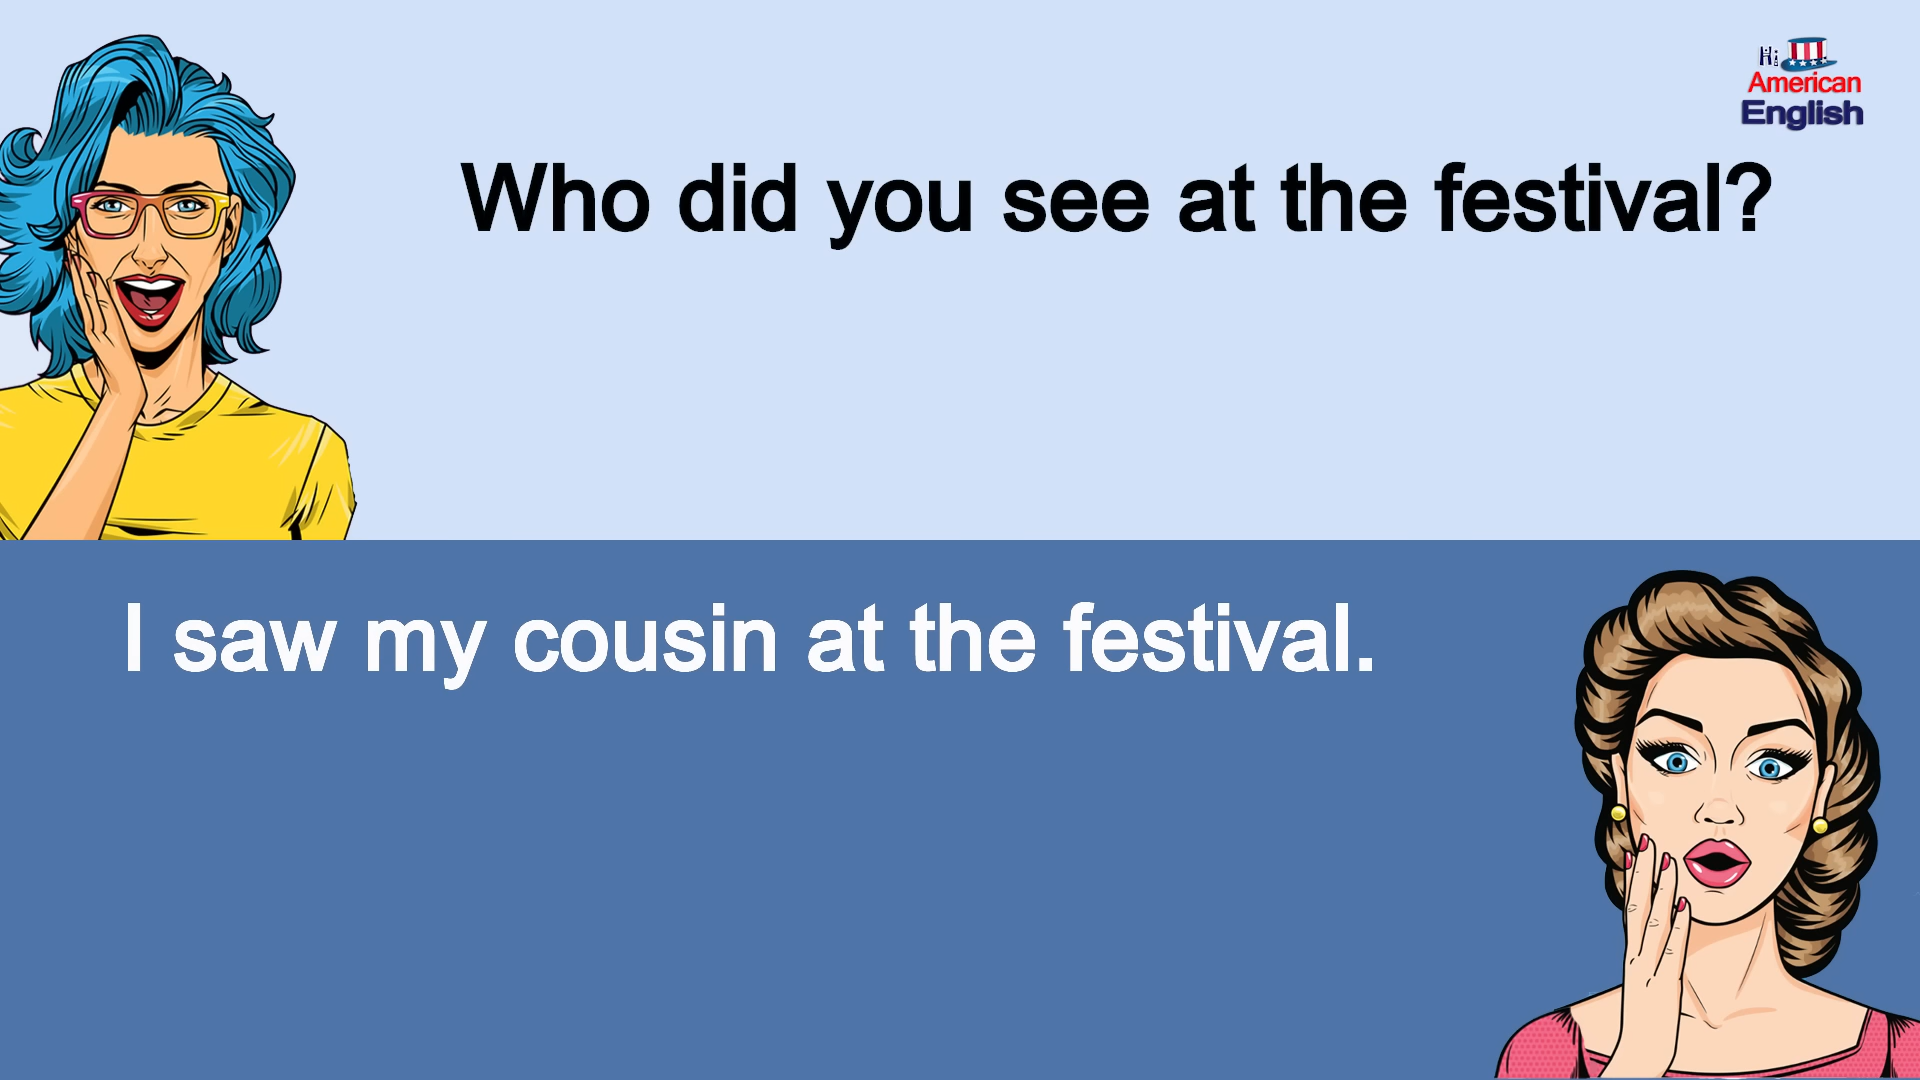 Hi
American
English
Who did you see at the festival?
I saw my cousin at the festival.